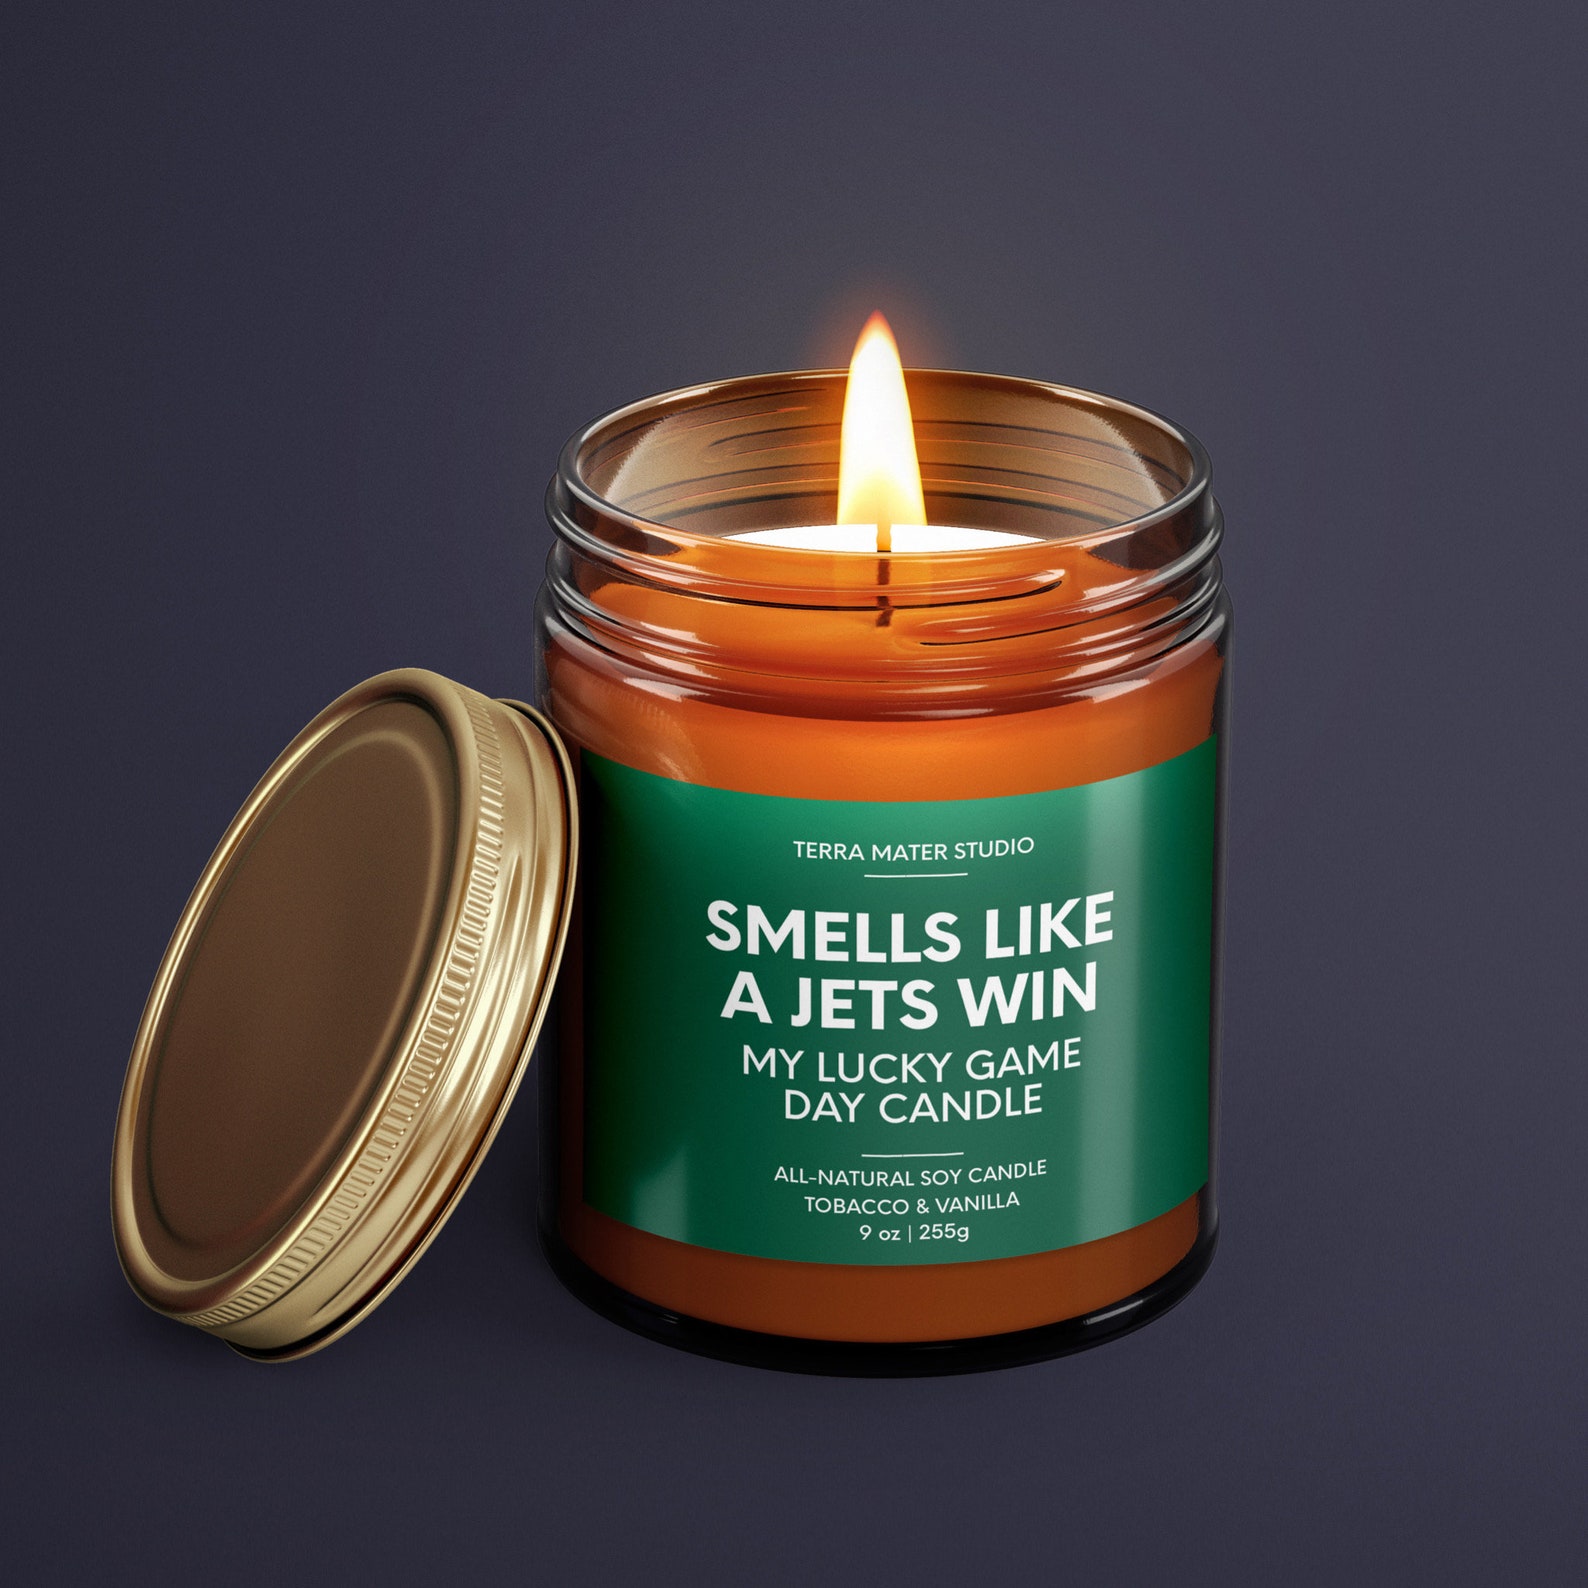 TERRA MATER STUDIO
SMELLS LIKE
A JETS WIN
MY LUCKY GAME
DAY CANDLE
ALL-NATURAL SOY CANDLE
TOBACCO & VANILLA
9 oz | 255g